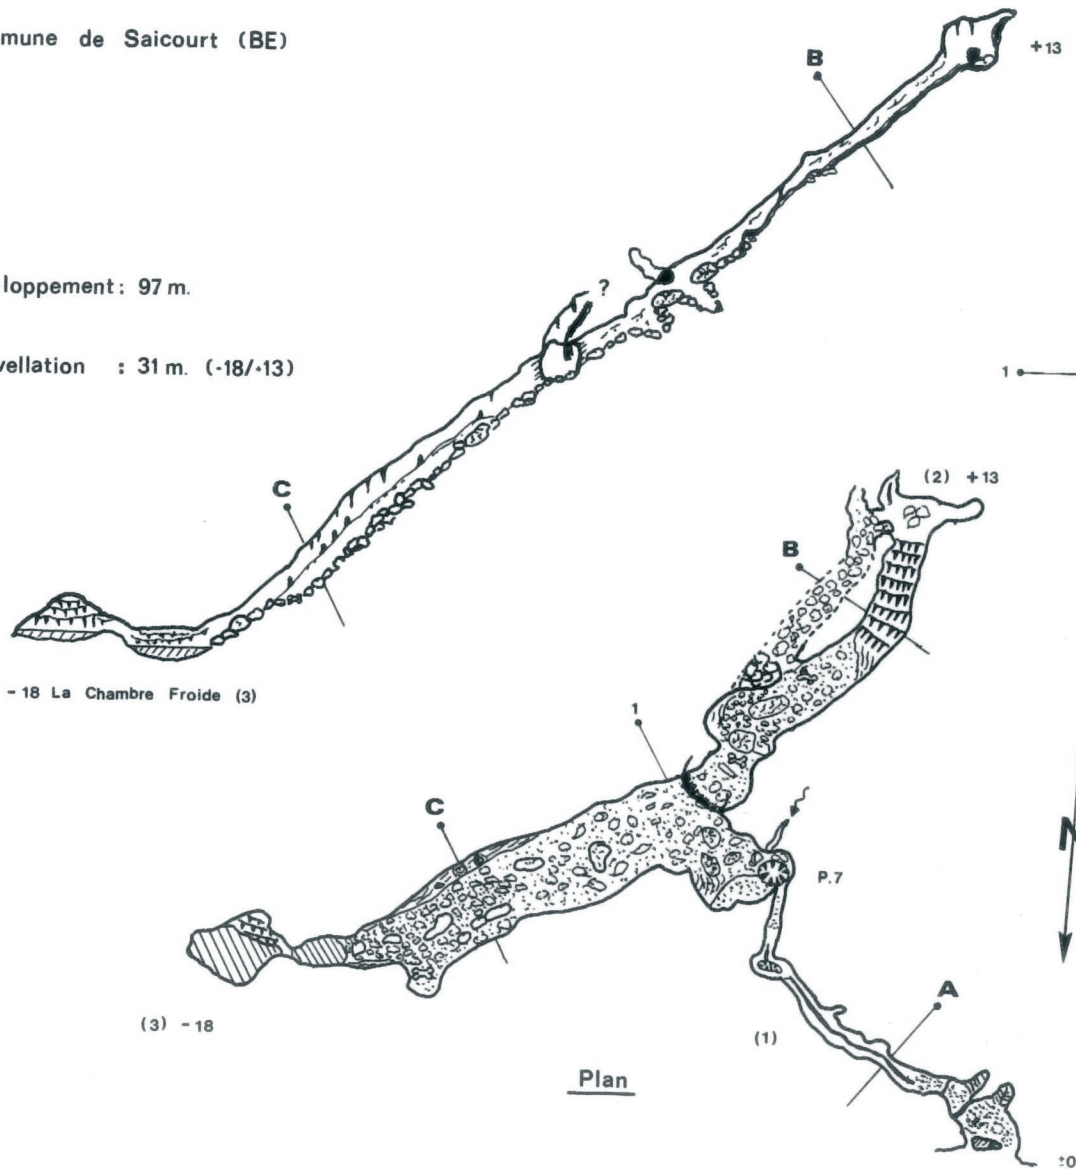 mune de Saicourt (BE)
+13
B
loppement : 97 m.
?
vellation : 31 m. (-18/+13)
1
C
(2) +13
B
- 18 La Chambre Froide (3)
1
C
P.7
N
A
(3) - 18
(1)
Plan
±0